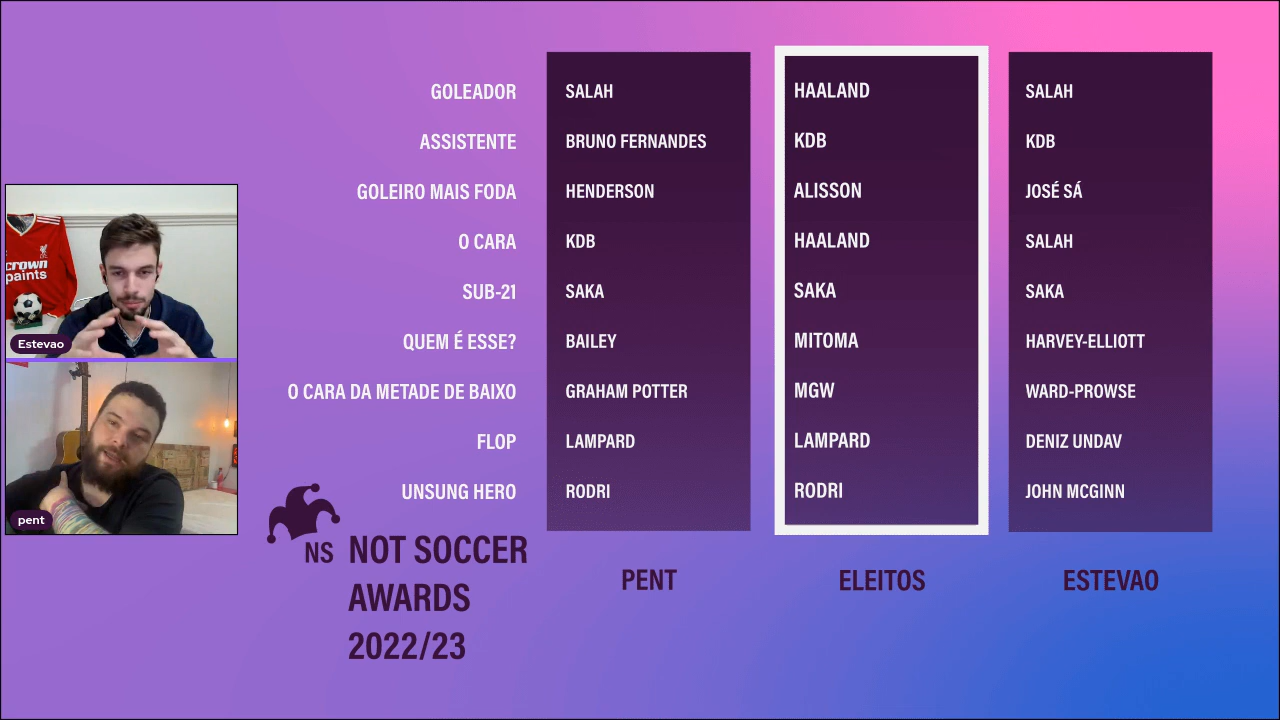 GOLEADOR SALAH HAALAND SALAH
ASSISTENTE BRUNO FERNANDES KDB KDB
GOLEIRO MAIS FODA HENDERSON ALISSON JOSÉ SÁ
O CARA KDB HAALAND SALAH
SUB-21 SAKA SAKA SAKA
QUEM É ESSE? BAILEY MITOMA HARVEY-ELLIOTT
O CARA DA METADE DE BAIXO GRAHAM POTTER MGW WARD-PROWSE
FLOP LAMPARD LAMPARD DENIZ UNDAV
UNSUNG HERO RODRI RODRI JOHN MCGINN
PENT ELEITOS ESTEVAO
NS NOT SOCCER
AWARDS
2022/23
crown
paints
Estevao
pent